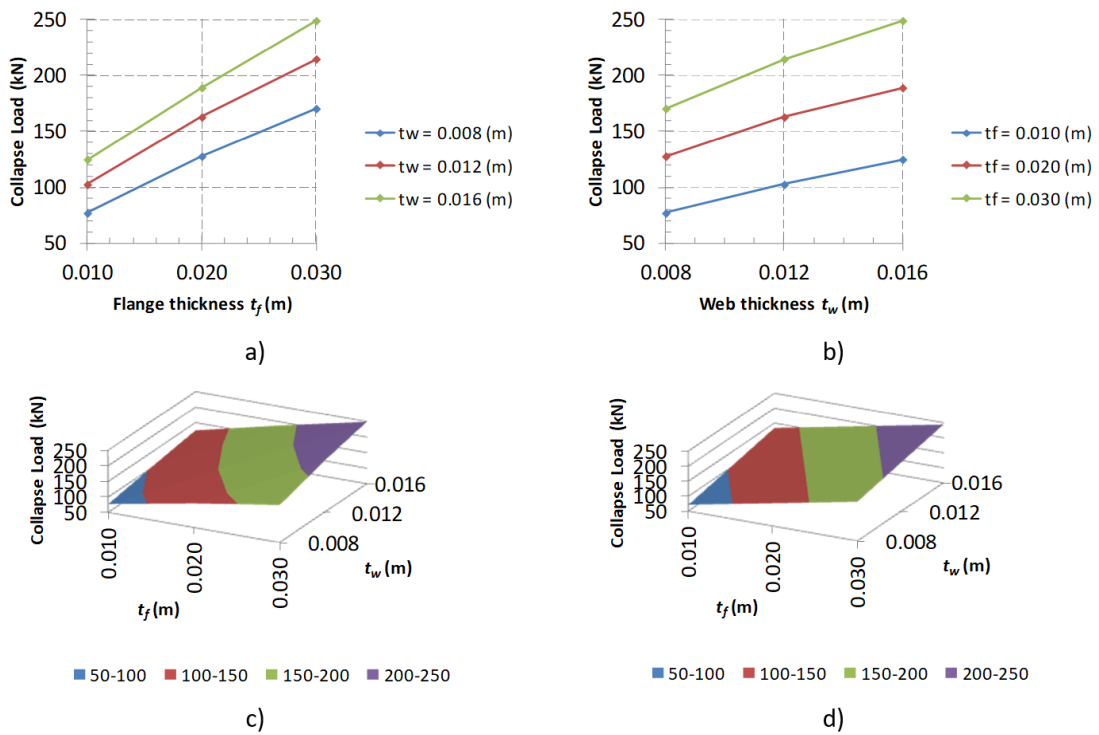 250
200
150
100
50
Collapse Load (kN)
0.010 0.020 0.030
Flange thickness tf (m)
tw = 0.008 (m)
tw = 0.012 (m)
tw = 0.016 (m)
a)
250
200
150
100
50
Collapse Load (kN)
0.008 0.012 0.016
Web thickness tw (m)
tf = 0.010 (m)
tf = 0.020 (m)
tf = 0.030 (m)
b)
Collapse Load (kN)
250
200
150
100
50
0.010
0.020
0.030
tf (m)
0.016
0.012
0.008
tw (m)
50-100 100-150 150-200 200-250
c)
Collapse Load (kN)
250
200
150
100
50
0.010
0.020
0.030
tf (m)
0.016
0.012
0.008
tw (m)
50-100 100-150 150-200 200-250
d)